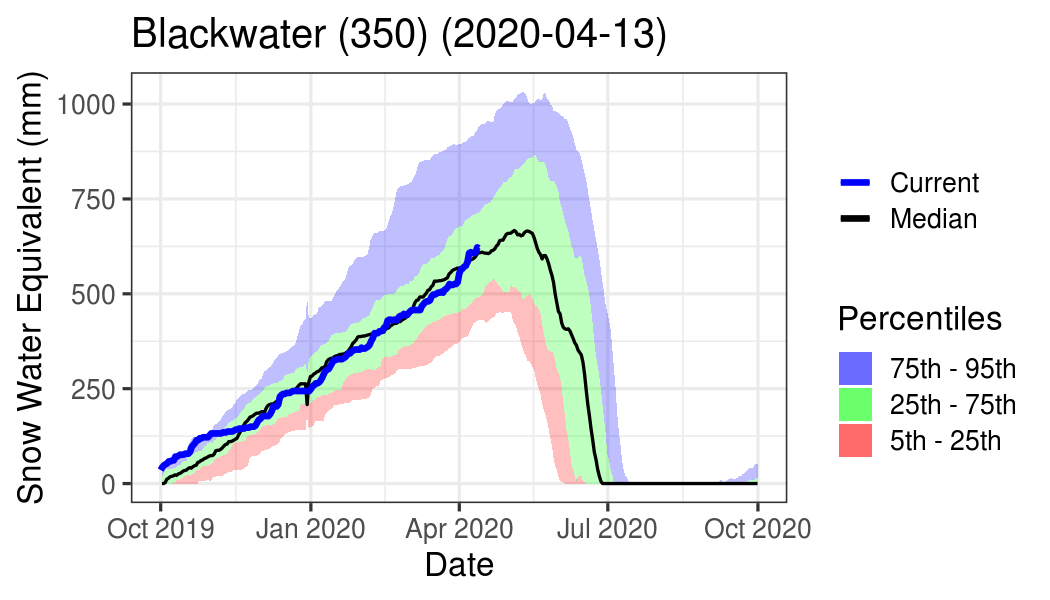 Blackwater (350) (2020-04-13)
Snow Water Equivalent (mm)
1000
750
500
250
0
Oct 2019
Jan 2020
Apr 2020
Jul 2020
Oct 2020
Date
Current
Median
Percentiles
75th - 95th
25th - 75th
5th - 25th